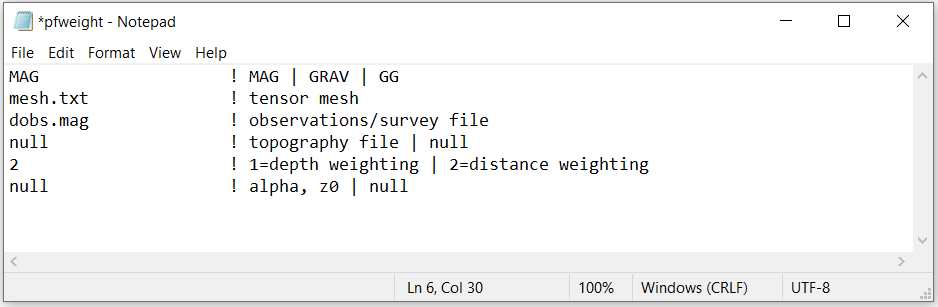 *pfweight - Notepad
File Edit Format View Help
MAG ! MAG | GRAV | GG
mesh.txt ! tensor mesh
dobs.mag ! observations/survey file
null ! topography file | null
2 ! 1=depth weighting | 2=distance weighting
null ! alpha, z0 | null
Ln 6, Col 30 100% Windows (CRLF) UTF-8